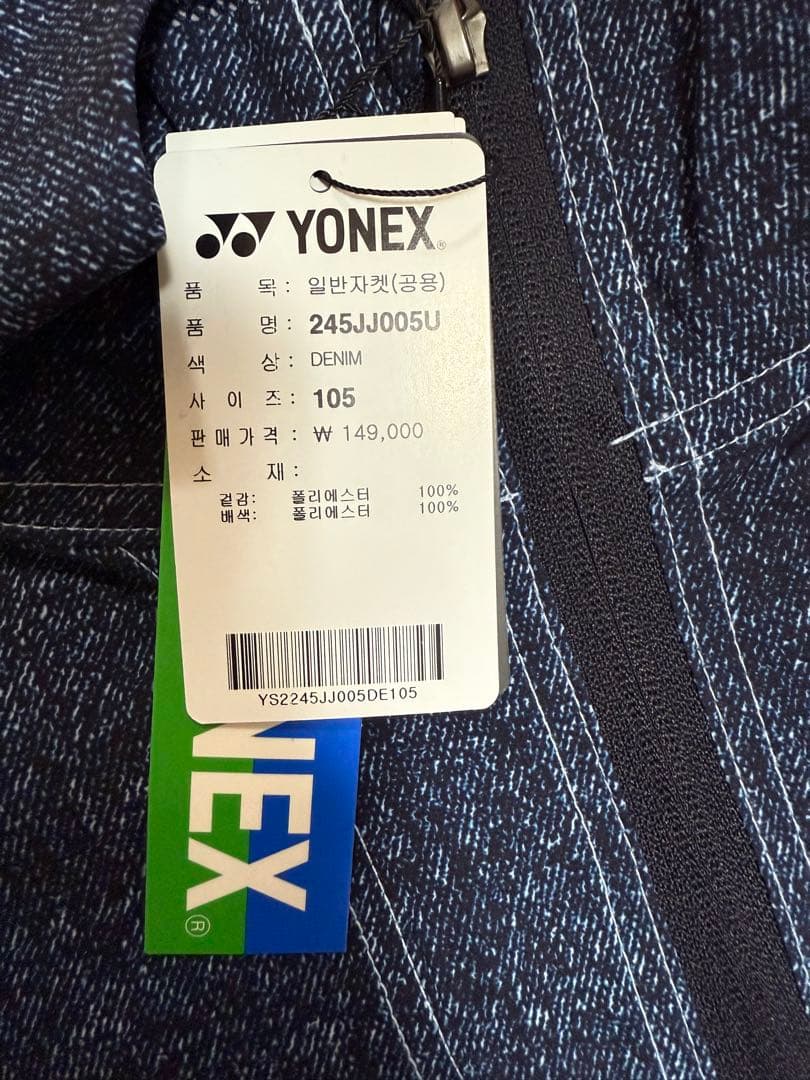 YONEX®
품 목 : 일반자켓(공용)
품 명 : 245JJ005U
색 상 : DENIM
사 이 즈 : 105
판매가격 : ₩ 149,000
소 재 :
겉감: 폴리에스터 100%
배색: 폴리에스터 100%
YS2245JJ005DE105
NEX®